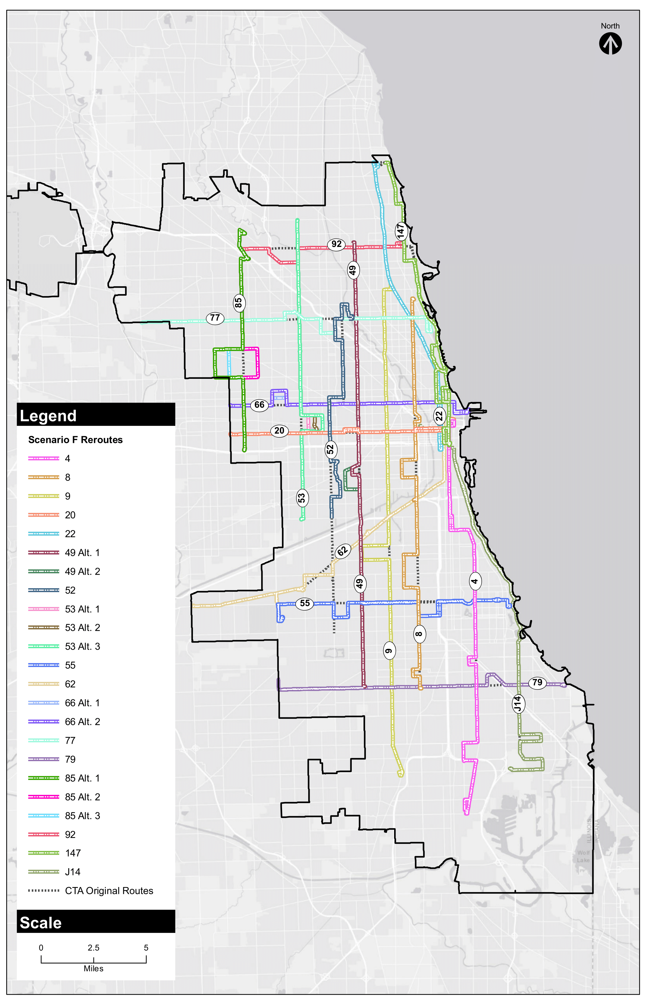 North
147
92
49
85
77
66
22
20
52
53
62
49
4
55
8
9
79
J14
ILLINOIS
INDIANA
Wolf
Lake
Legend
Scenario F Reroutes
4
8
9
20
22
49 Alt. 1
49 Alt. 2
52
53 Alt. 1
53 Alt. 2
53 Alt. 3
55
62
66 Alt. 1
66 Alt. 2
77
79
85 Alt. 1
85 Alt. 2
85 Alt. 3
92
147
J14
CTA Original Routes
Scale
0 2.5 5
Miles